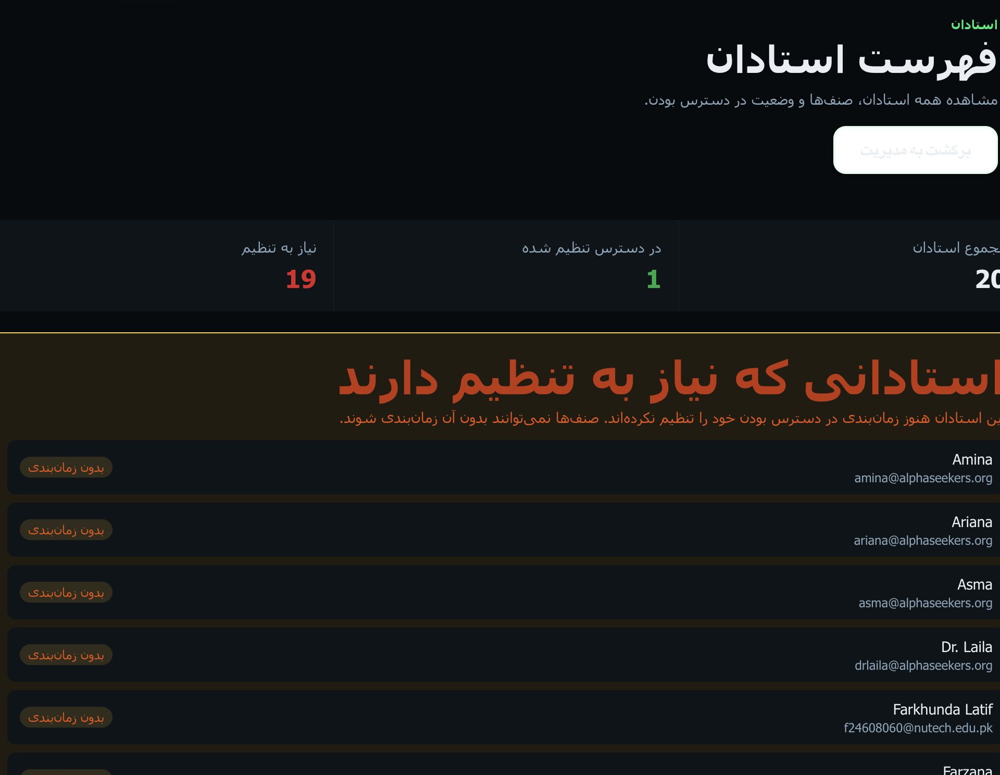 استادان
فهرست استادان
مشاهده همه استادان، صنف‌ها و وضعیت در دسترس بودن.
برگشت به مدیریت
جموع استادان
20
در دسترس تنظیم شده
1
نیاز به تنظیم
19
استادانی که نیاز به تنظیم دارند
ین استادان هنوز زمان‌بندی در دسترس بودن خود را تنظیم نکرده‌اند. صنف‌ها نمی‌توانند بدون آن زمان‌بندی شوند.
Amina
amina@alphaseekers.org
بدون زمان‌بندی
Ariana
ariana@alphaseekers.org
بدون زمان‌بندی
Asma
asma@alphaseekers.org
بدون زمان‌بندی
Dr. Laila
drlaila@alphaseekers.org
بدون زمان‌بندی
Farkhunda Latif
f24608060@nutech.edu.pk
بدون زمان‌بندی
Farzana